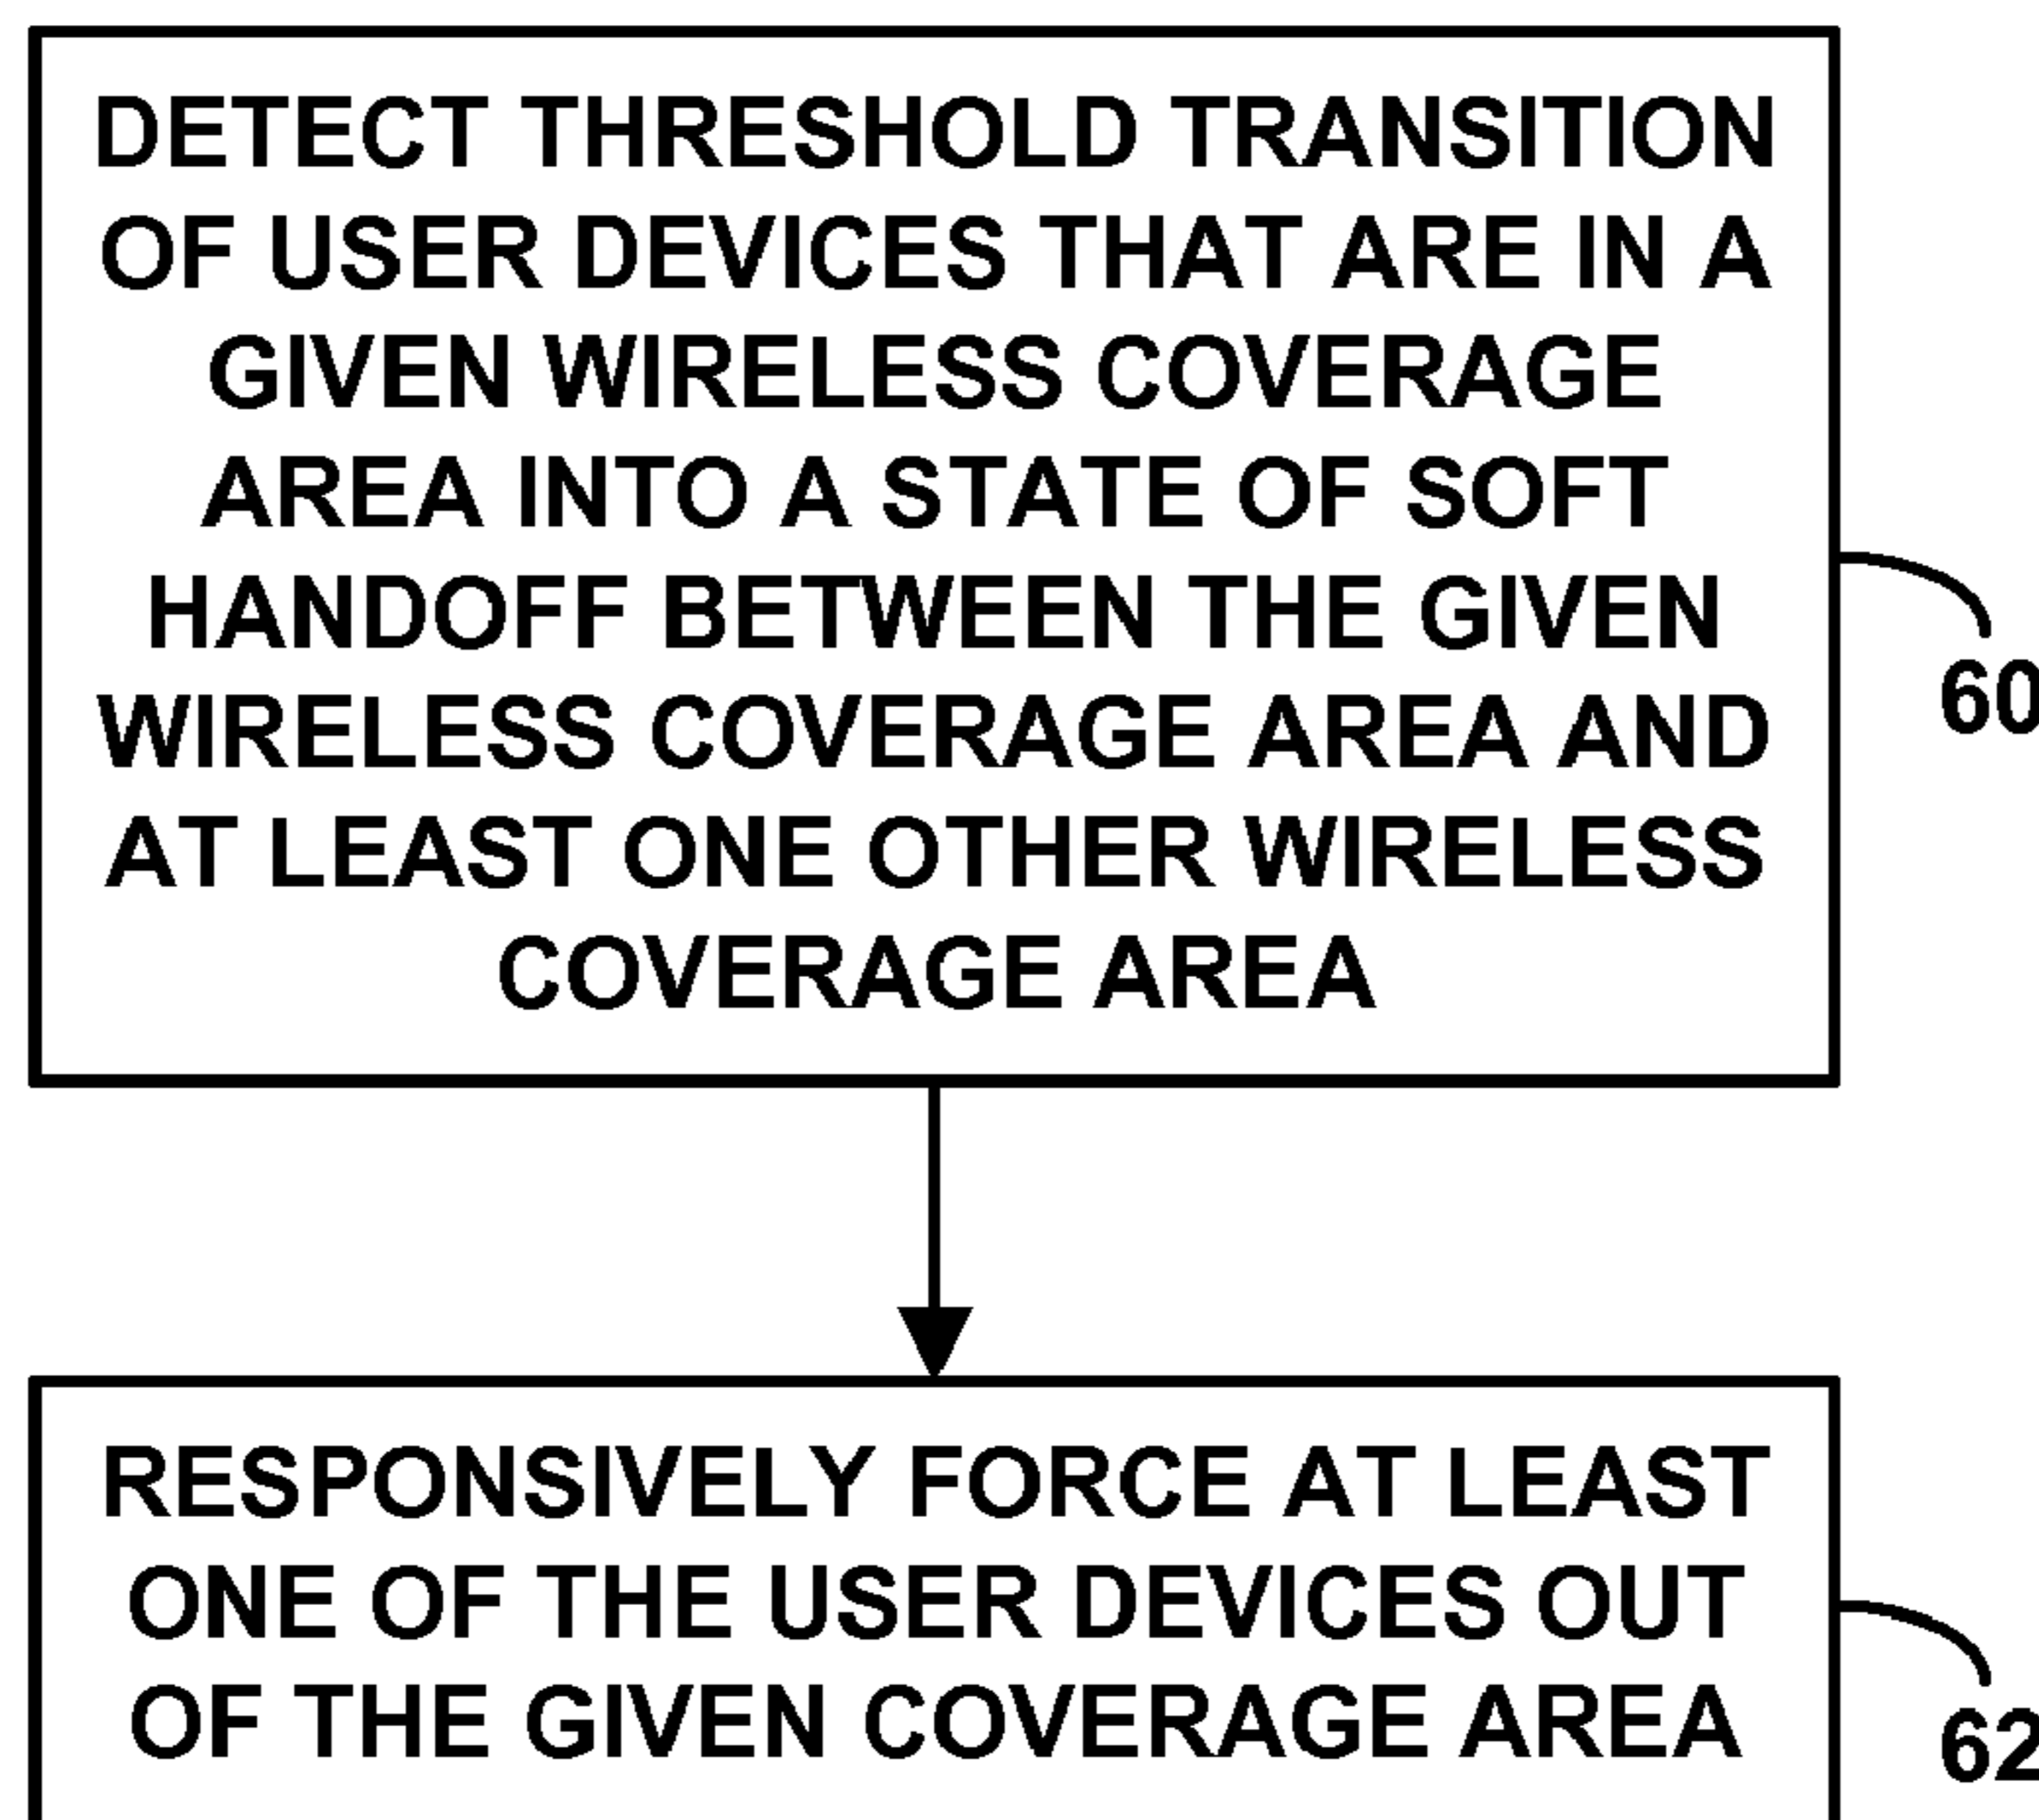 DETECT THRESHOLD TRANSITION
OF USER DEVICES THAT ARE IN A
GIVEN WIRELESS COVERAGE
AREA INTO A STATE OF SOFT
HANDOFF BETWEEN THE GIVEN
WIRELESS COVERAGE AREA AND
AT LEAST ONE OTHER WIRELESS
COVERAGE AREA
60
RESPONSIVELY FORCE AT LEAST
ONE OF THE USER DEVICES OUT
OF THE GIVEN COVERAGE AREA
62